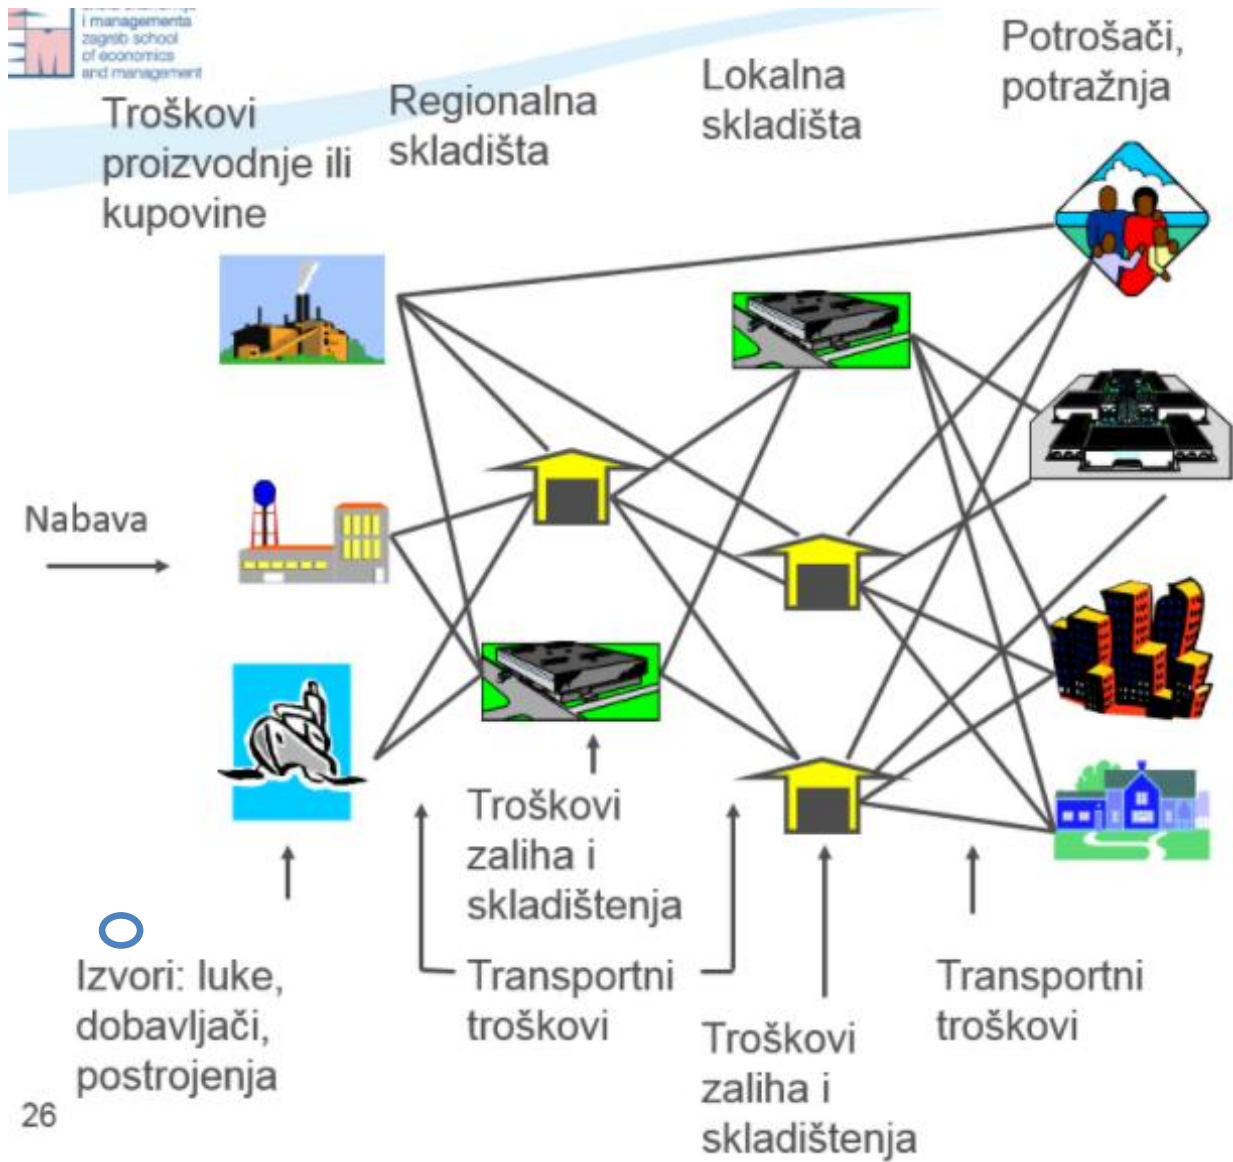 i managementa
zagreb school
of economics
and management
Troškovi
proizvodnje ili
kupovine
Regionalna
skladišta
Lokalna
skladišta
Potrošači,
potražnja
Nabava
Troškovi
zaliha i
skladištenja
Izvori: luke,
dobavljači,
postrojenja
Transportni
troškovi
Troškovi
zaliha i
skladištenja
Transportni
troškovi
26